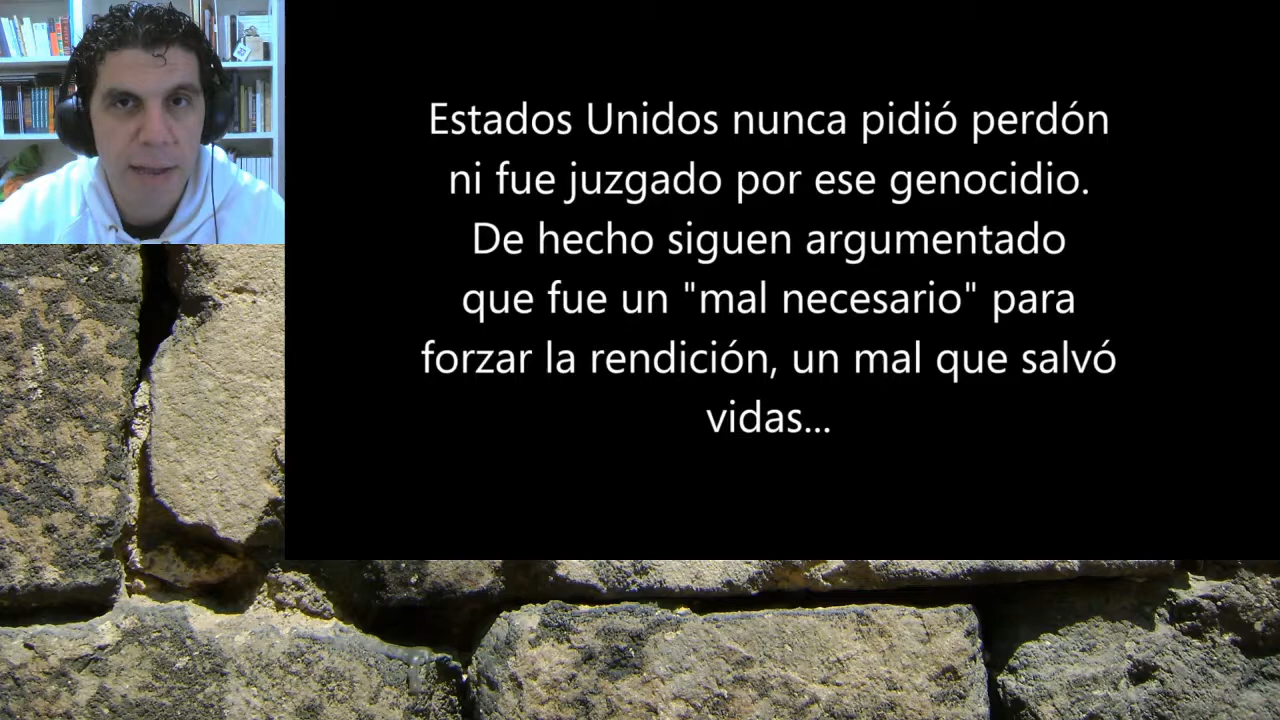 Estados Unidos nunca pidió perdón
ni fue juzgado por ese genocidio.
De hecho siguen argumentado
que fue un "mal necesario" para
forzar la rendición, un mal que salvó
vidas...